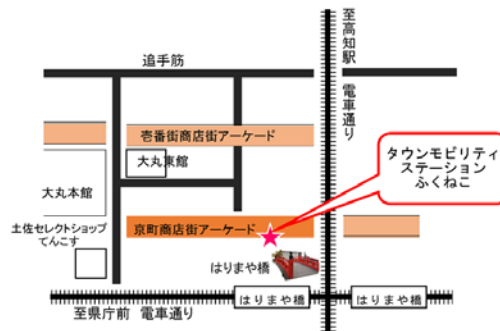 至高知駅
電車通り
追手筋
壱番街商店街アーケード
大丸東館
タウンモビリティ
ステーション
ふくねこ
大丸本館
土佐セレクトショップ
てんこす
京町商店街アーケード
はりまや橋
はりまや橋
はりまや橋
至県庁前 電車通り